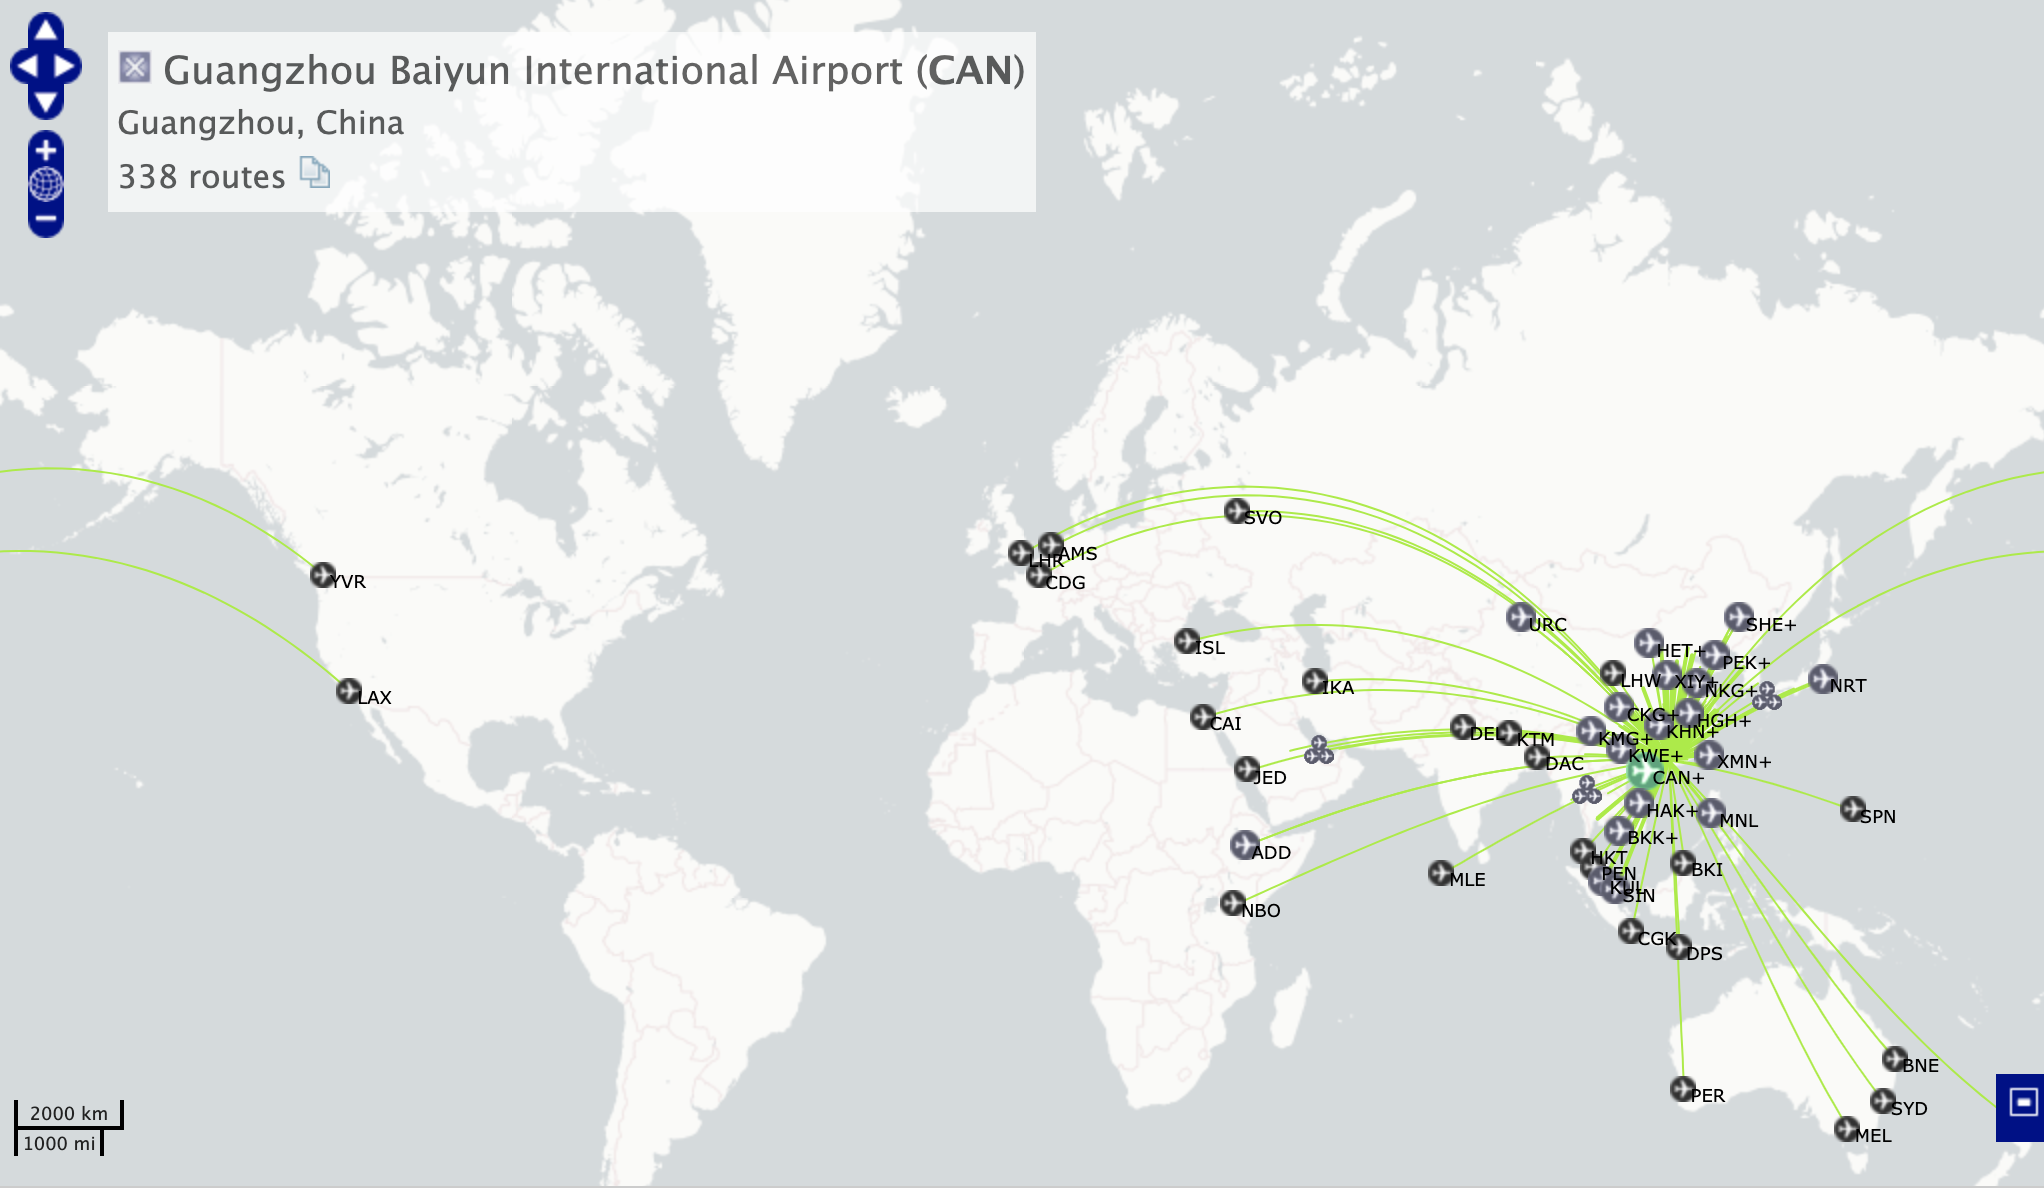 Guangzhou Baiyun International Airport (CAN)
Guangzhou, China
338 routes
SVO
AMS
LHR
CDG
YVR
URC
SHE+
ISL
HET+
PEK+
LHW
XIY+
NKG+
NRT
IKA
LAX
CKG+
HGH+
CAI
KHN+
DEL
KTM
KMG+
KWE+
XMN+
DAC
JED
CAN+
HAK+
SPN
MNL
BKK+
ADD
HKT
BKI
PEN
MLE
KUL
SIN
NBO
CGK
DPS
BNE
PER
SYD
MEL
2000 km
1000 mi